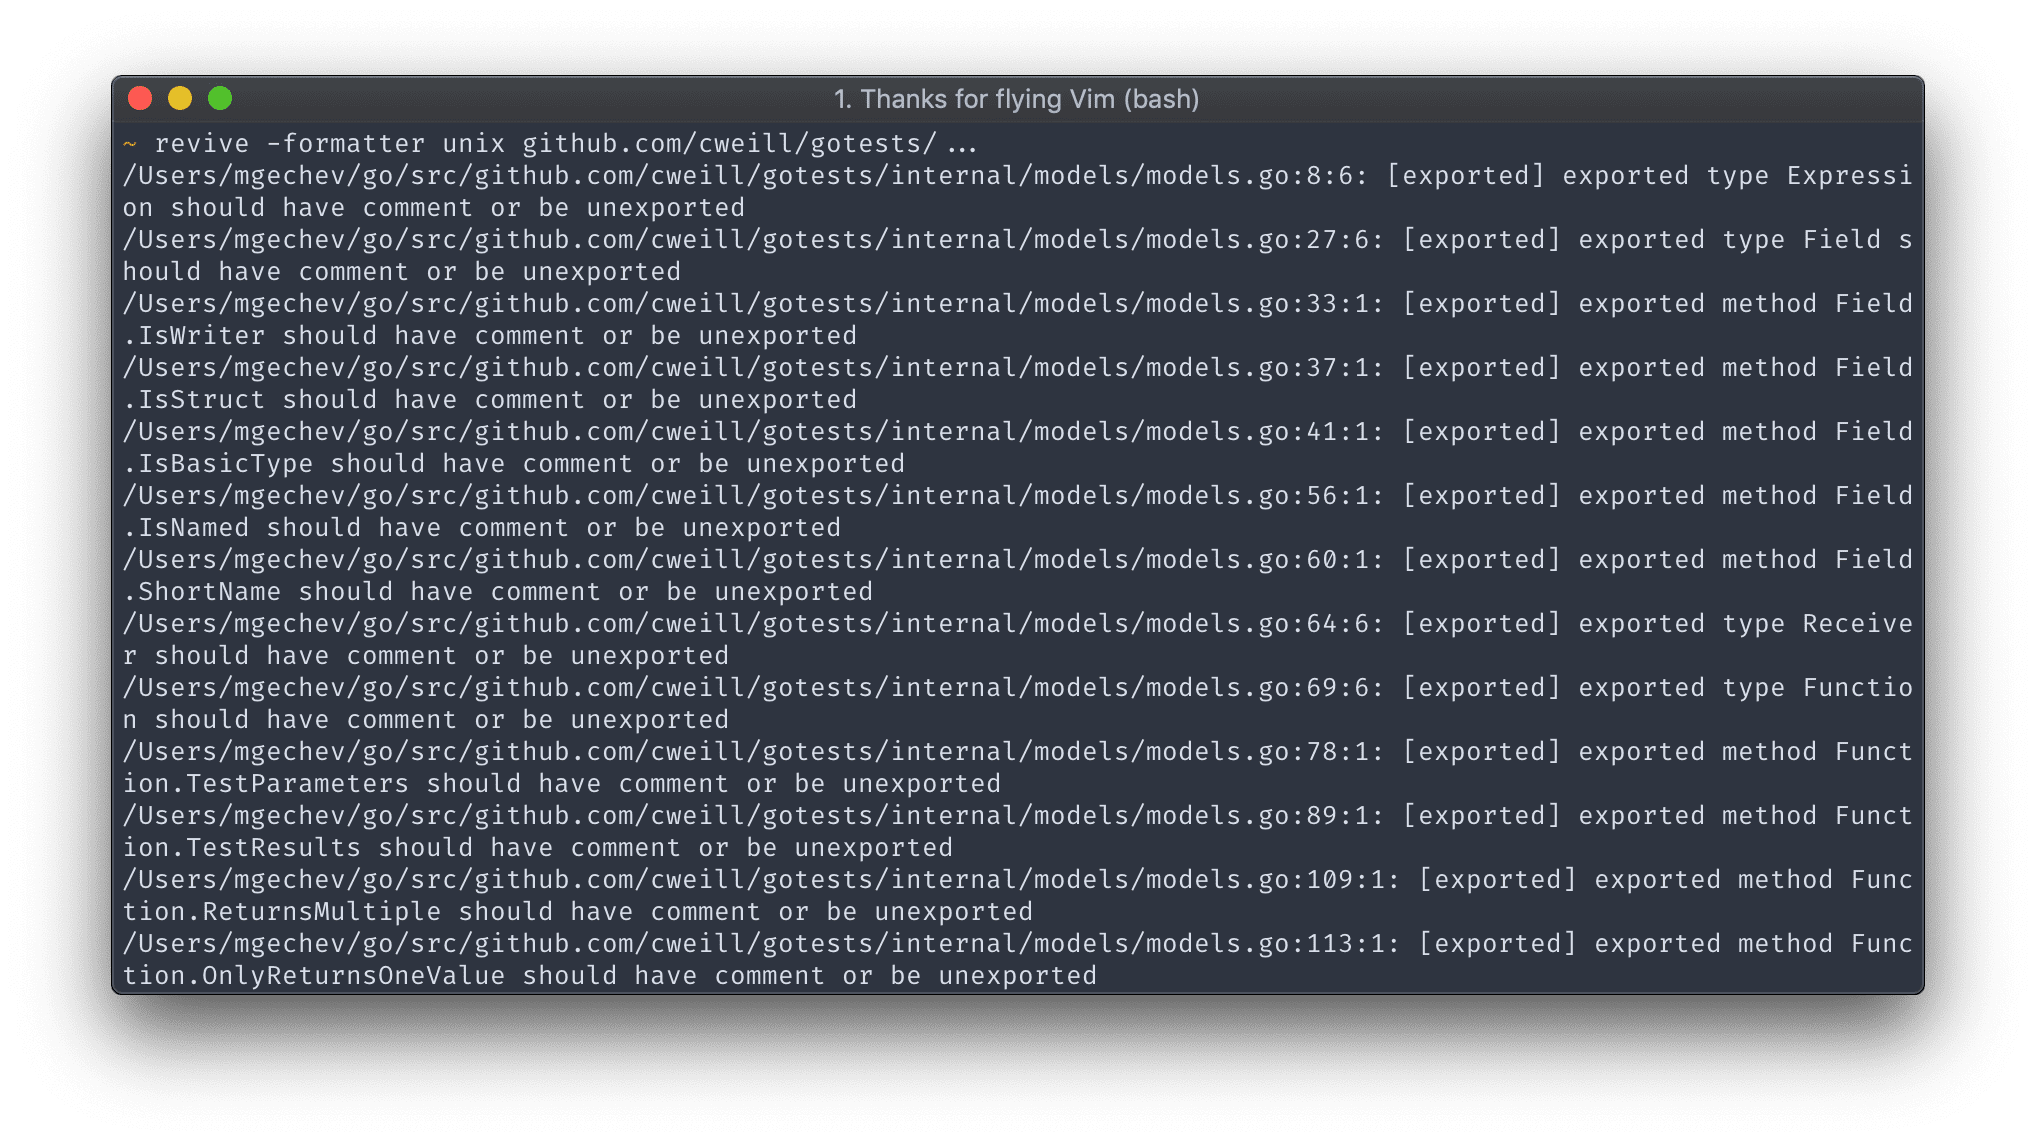 1. Thanks for flying Vim (bash)
~ revive -formatter unix github.com/cweill/gotests/...
/Users/mgechev/go/src/github.com/cweill/gotests/internal/models/models.go:8:6: [exported] exported type Expressi
on should have comment or be unexported
/Users/mgechev/go/src/github.com/cweill/gotests/internal/models/models.go:27:6: [exported] exported type Field s
hould have comment or be unexported
/Users/mgechev/go/src/github.com/cweill/gotests/internal/models/models.go:33:1: [exported] exported method Field
.IsWriter should have comment or be unexported
/Users/mgechev/go/src/github.com/cweill/gotests/internal/models/models.go:37:1: [exported] exported method Field
.IsStruct should have comment or be unexported
/Users/mgechev/go/src/github.com/cweill/gotests/internal/models/models.go:41:1: [exported] exported method Field
.IsBasicType should have comment or be unexported
/Users/mgechev/go/src/github.com/cweill/gotests/internal/models/models.go:56:1: [exported] exported method Field
.IsNamed should have comment or be unexported
/Users/mgechev/go/src/github.com/cweill/gotests/internal/models/models.go:60:1: [exported] exported method Field
.ShortName should have comment or be unexported
/Users/mgechev/go/src/github.com/cweill/gotests/internal/models/models.go:64:6: [exported] exported type Receive
r should have comment or be unexported
/Users/mgechev/go/src/github.com/cweill/gotests/internal/models/models.go:69:6: [exported] exported type Functio
n should have comment or be unexported
/Users/mgechev/go/src/github.com/cweill/gotests/internal/models/models.go:78:1: [exported] exported method Funct
ion.TestParameters should have comment or be unexported
/Users/mgechev/go/src/github.com/cweill/gotests/internal/models/models.go:89:1: [exported] exported method Funct
ion.TestResults should have comment or be unexported
/Users/mgechev/go/src/github.com/cweill/gotests/internal/models/models.go:109:1: [exported] exported method Func
tion.ReturnsMultiple should have comment or be unexported
/Users/mgechev/go/src/github.com/cweill/gotests/internal/models/models.go:113:1: [exported] exported method Func
tion.OnlyReturnsOneValue should have comment or be unexported